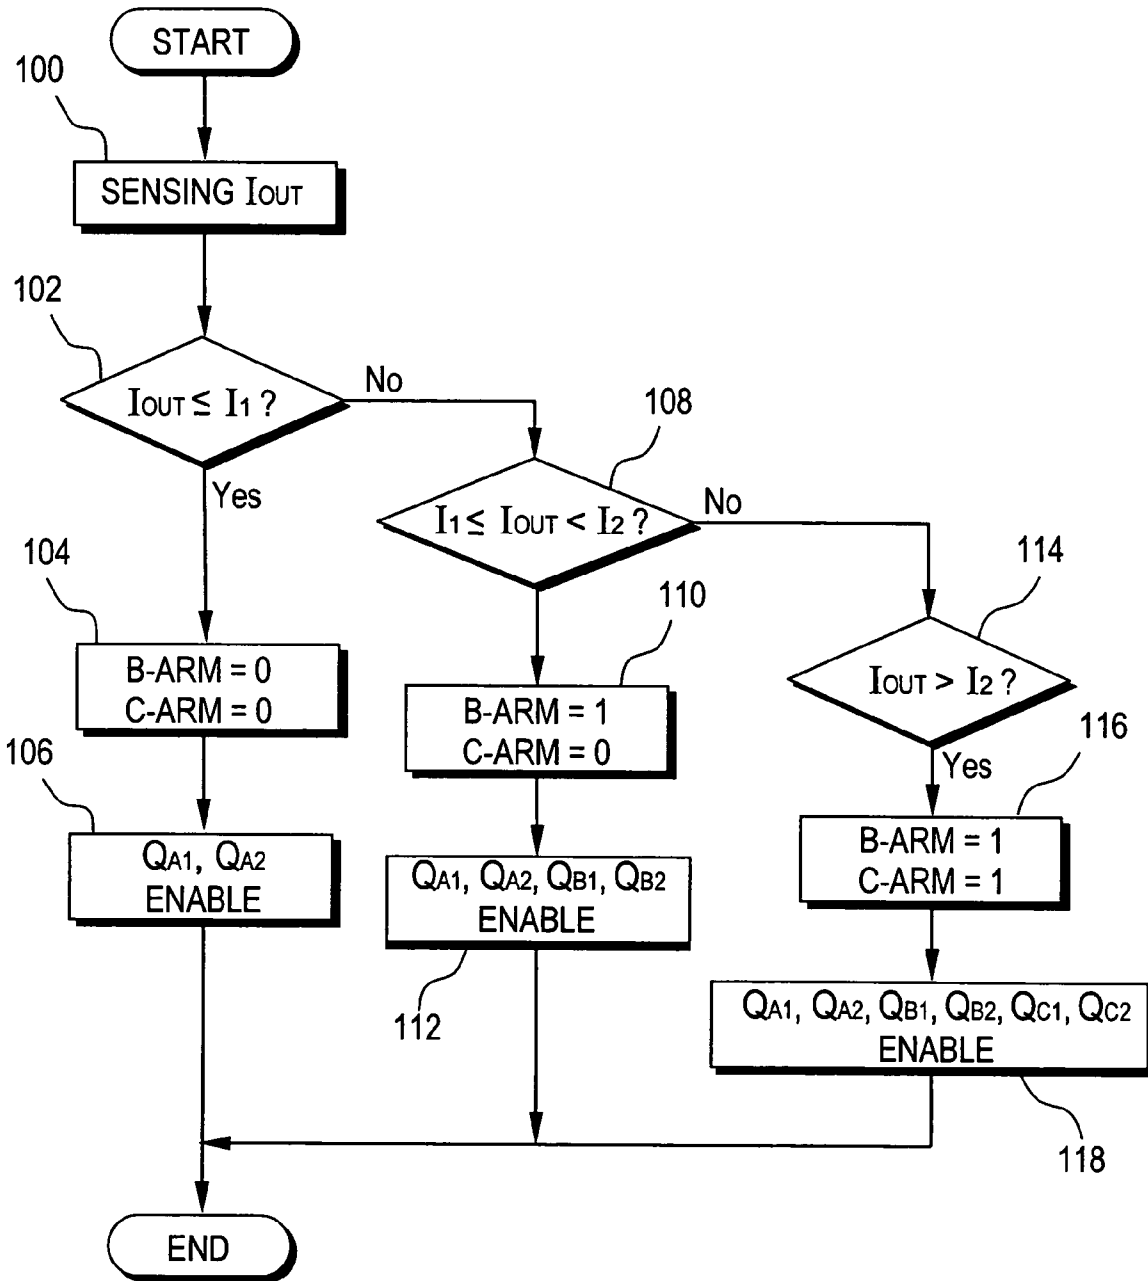 START
100
SENSING IOUT
102
IOUT ≤ I1 ?
No
Yes
108
I1 ≤ IOUT < I2 ?
No
114
IOUT > I2 ?
Yes
104
B-ARM = 0
C-ARM = 0
110
B-ARM = 1
C-ARM = 0
116
B-ARM = 1
C-ARM = 1
106
QA1, QA2
ENABLE
QA1, QA2, QB1, QB2
ENABLE
112
QA1, QA2, QB1, QB2, QC1, QC2
ENABLE
118
END